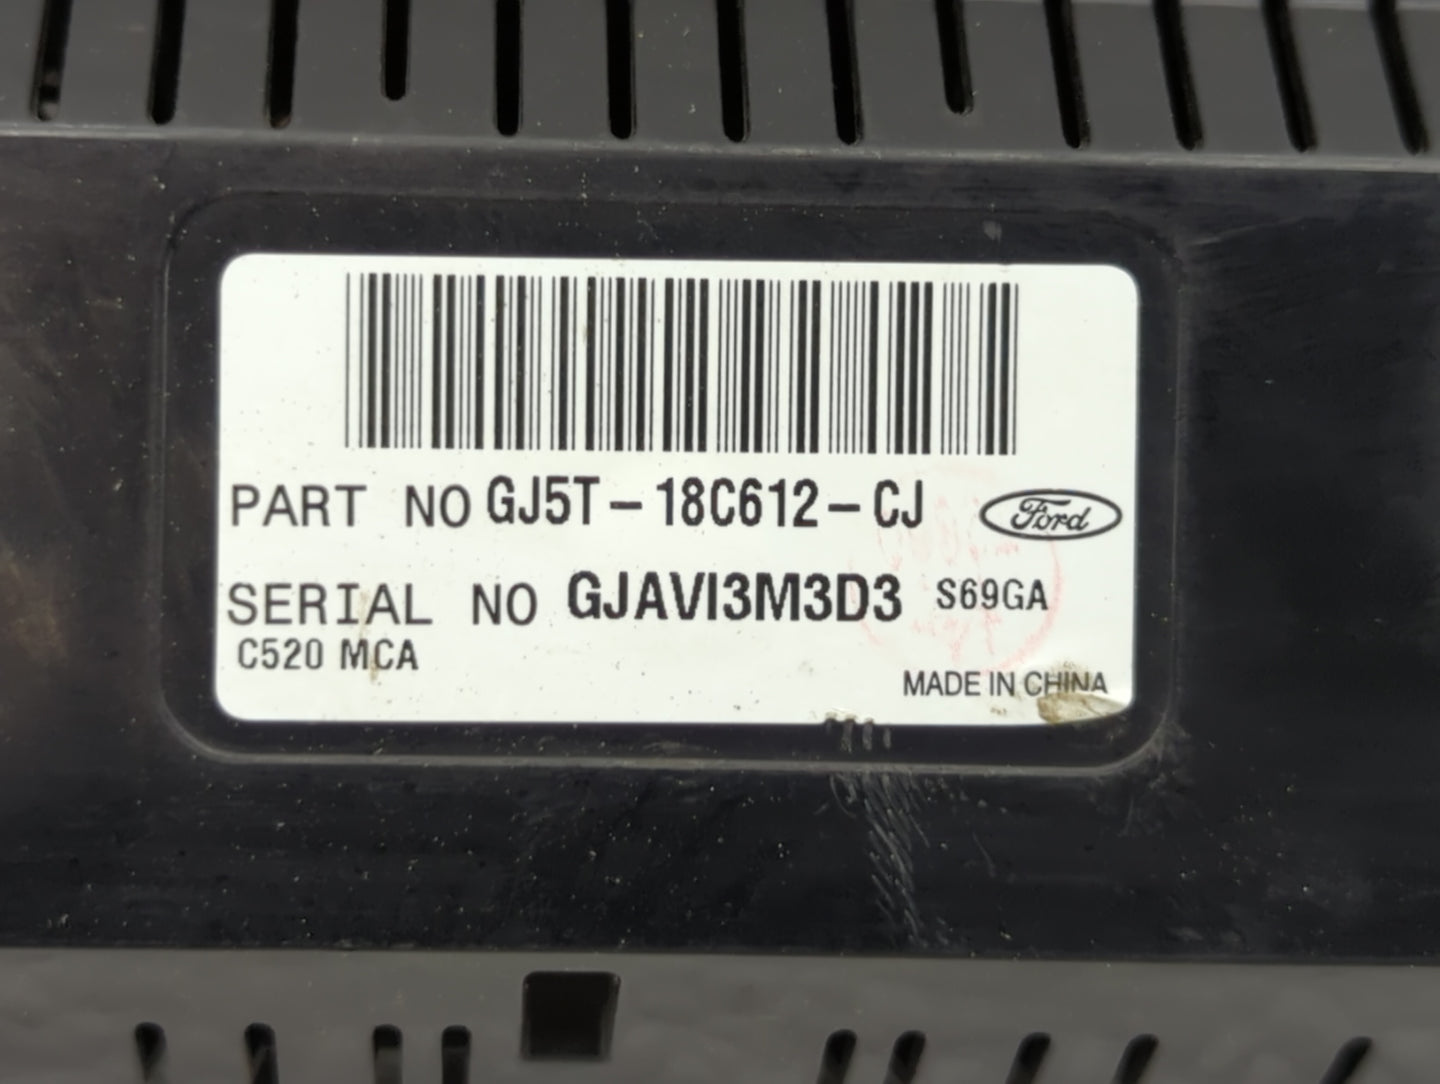 PART NO GJ5T-18C612-CJ Ford
SERIAL NO GJAVI3M3D3 S69GA
C520 MCA
MADE IN CHINA